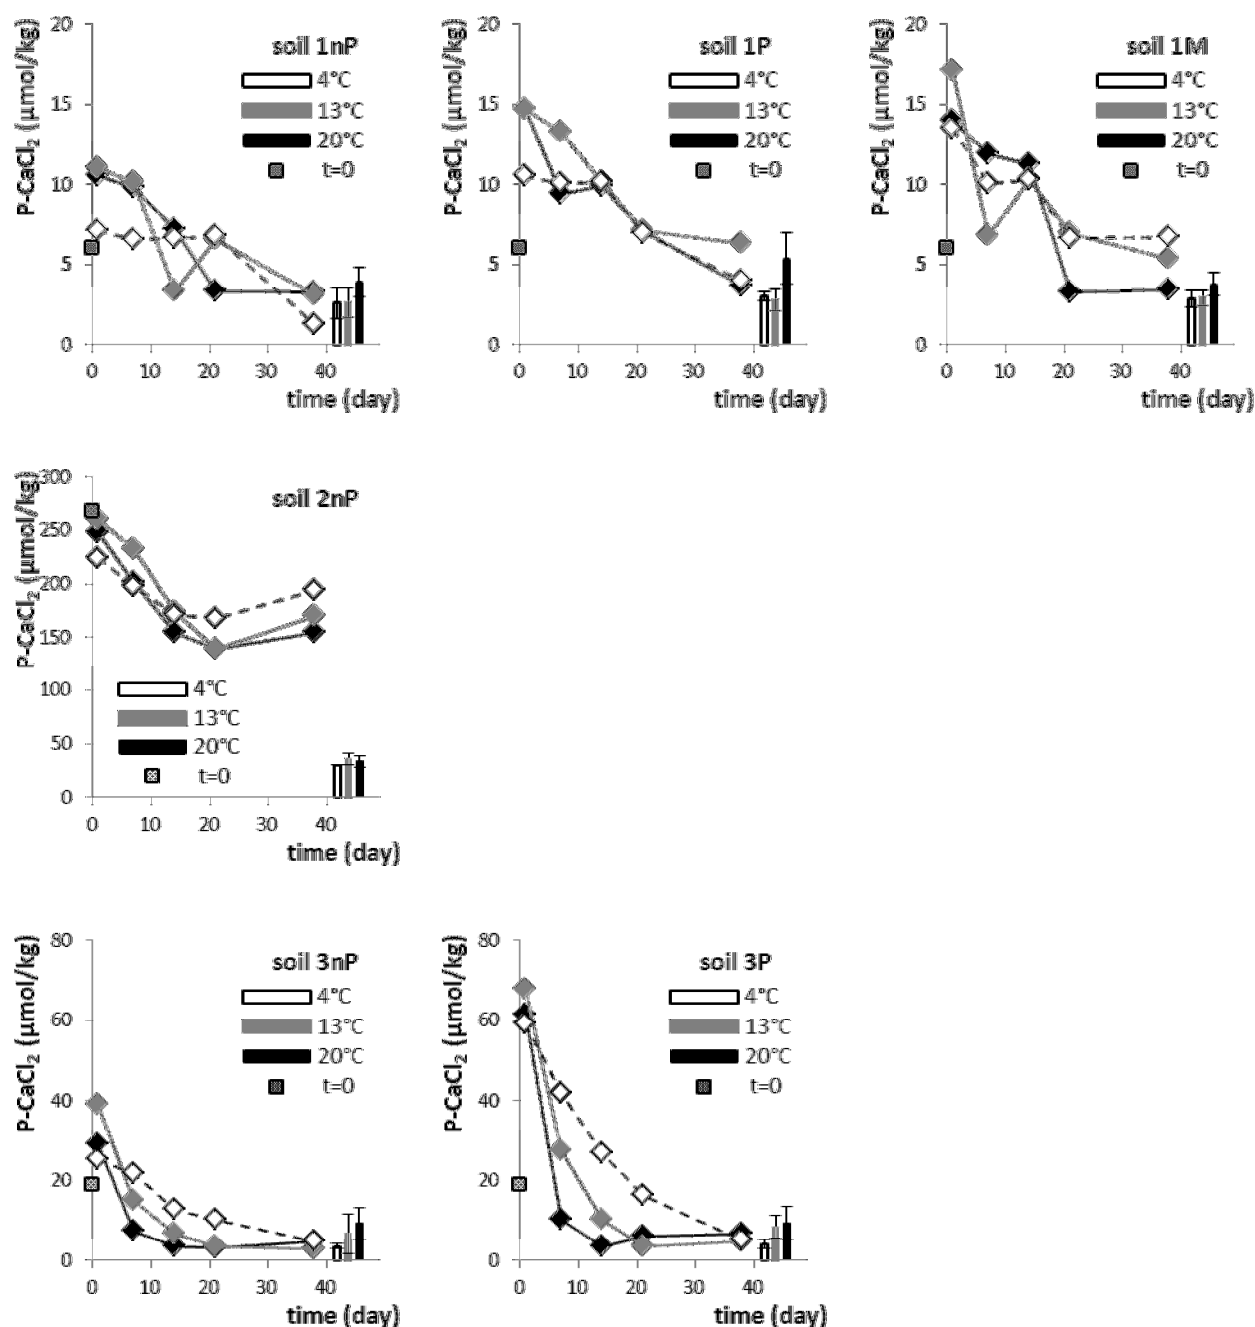 soil 1nP
P-CaCl2 (µmol/kg)
20
15
10
5
0
4°C
13°C
20°C
t=0
0 10 20 30 40
time (day)
soil 1P
P-CaCl2 (µmol/kg)
20
15
10
5
0
4°C
13°C
20°C
t=0
0 10 20 30 40
time (day)
soil 1M
P-CaCl2 (µmol/kg)
20
15
10
5
0
4°C
13°C
20°C
t=0
0 10 20 30 40
time (day)
soil 2nP
P-CaCl2 (µmol/kg)
300
250
200
150
100
50
0
4°C
13°C
20°C
t=0
0 10 20 30 40
time (day)
soil 3nP
P-CaCl2 (µmol/kg)
80
60
40
20
0
4°C
13°C
20°C
t=0
0 10 20 30 40
time (day)
soil 3P
P-CaCl2 (µmol/kg)
80
60
40
20
0
4°C
13°C
20°C
t=0
0 10 20 30 40
time (day)